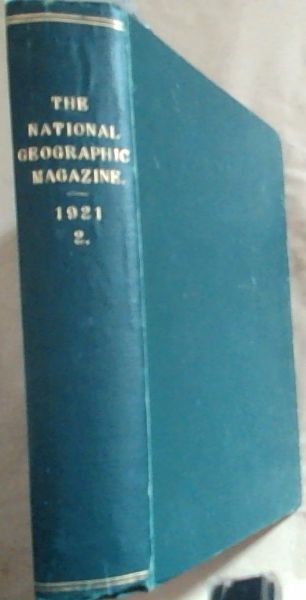 THE
NATIONAL
GEOGRAPHIC
MAGAZINE.
1921
2.